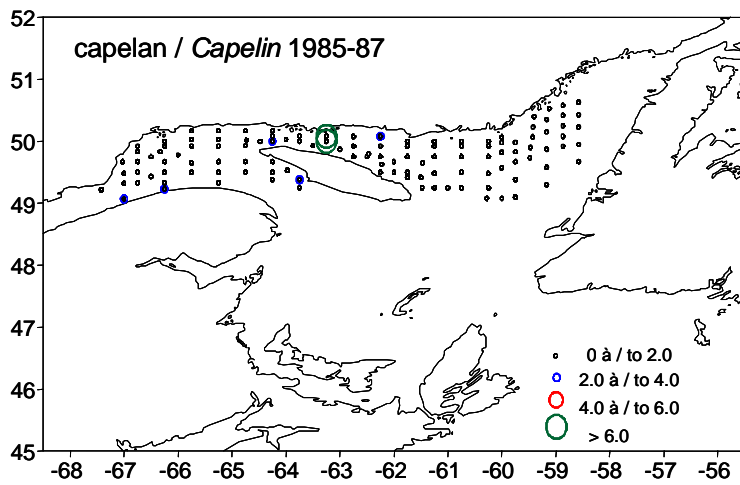 52
capelan / Capelin 1985-87
51
50
49
48
47
0 à / to 2.0
46
2.0 à / to 4.0
4.0 à / to 6.0
> 6.0
45
-68 -67 -66 -65 -64 -63 -62 -61 -60 -59 -58 -57 -56